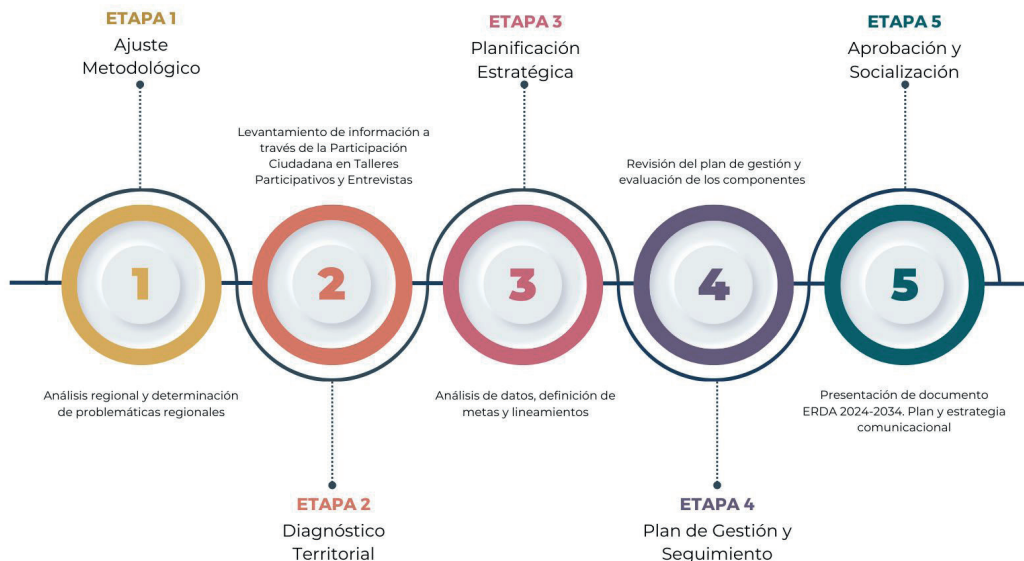 ETAPA 1
Ajuste
Metodológico
1
Análisis regional y determinación
de problemáticas regionales
Levantamiento de información a
través de la Participación
Ciudadana en Talleres
Participativos y Entrevistas
2
ETAPA 2
Diagnóstico
Territorial
ETAPA 3
Planificación
Estratégica
3
Análisis de datos, definición de
metas y lineamientos
Revisión del plan de gestión y
evaluación de los componentes
4
ETAPA 4
Plan de Gestión y
Seguimiento
ETAPA 5
Aprobación y
Socialización
5
Presentación de documento
ERDA 2024-2034. Plan y estrategia
comunicacional